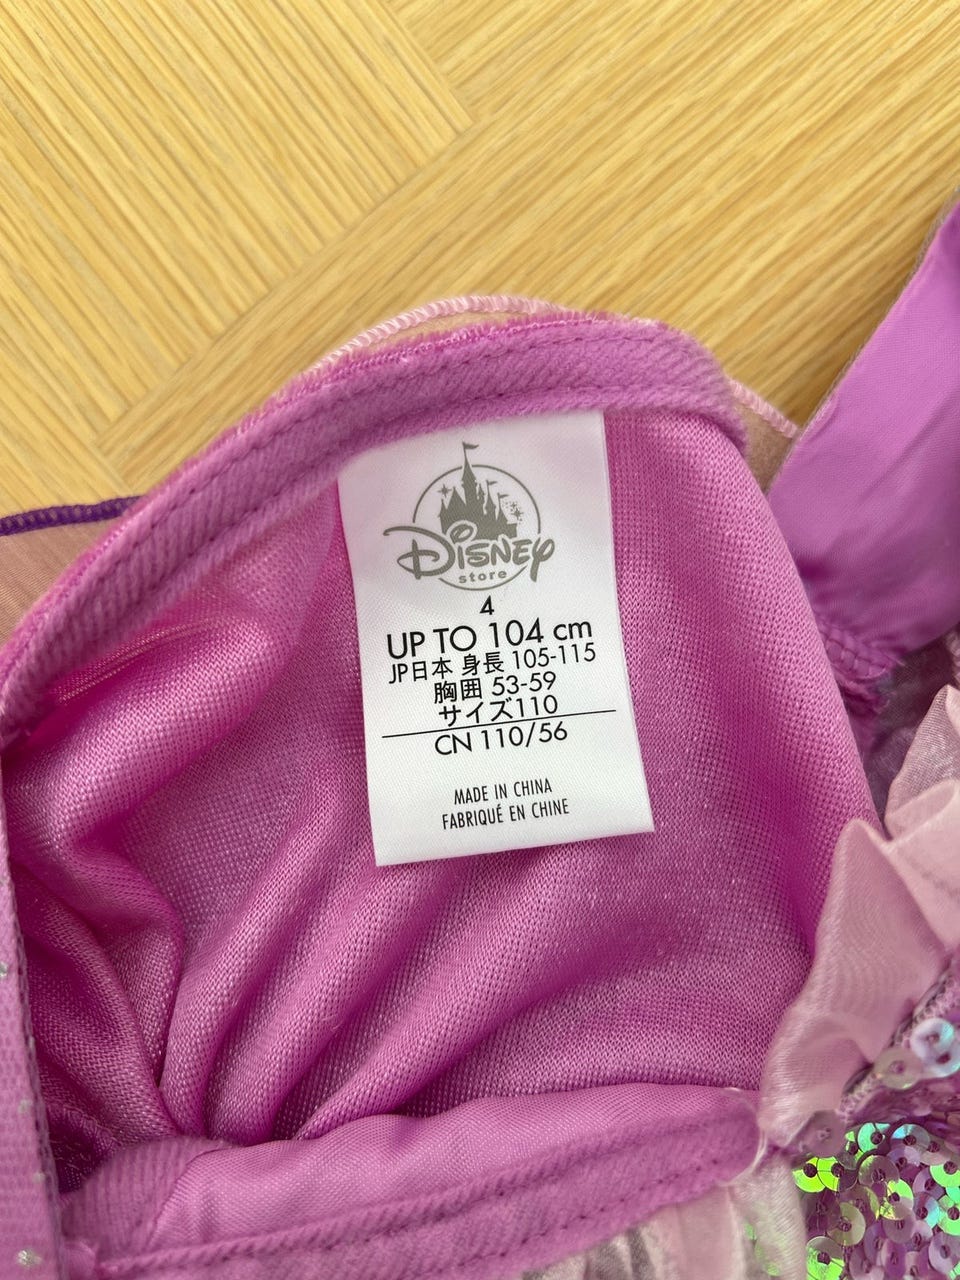 Disney
store
4
UP TO 104 cm
JP日本 身長 105-115
胸囲 53-59
サイズ110
CN 110/56
MADE IN CHINA
FABRIQUÉ EN CHINE